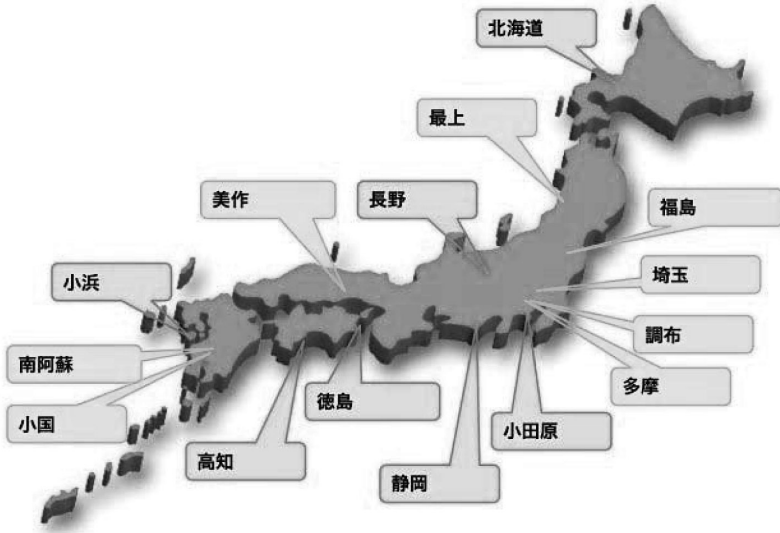 北海道
最上
美作
長野
福島
小浜
埼玉
調布
南阿蘇
多摩
徳島
小国
小田原
高知
静岡